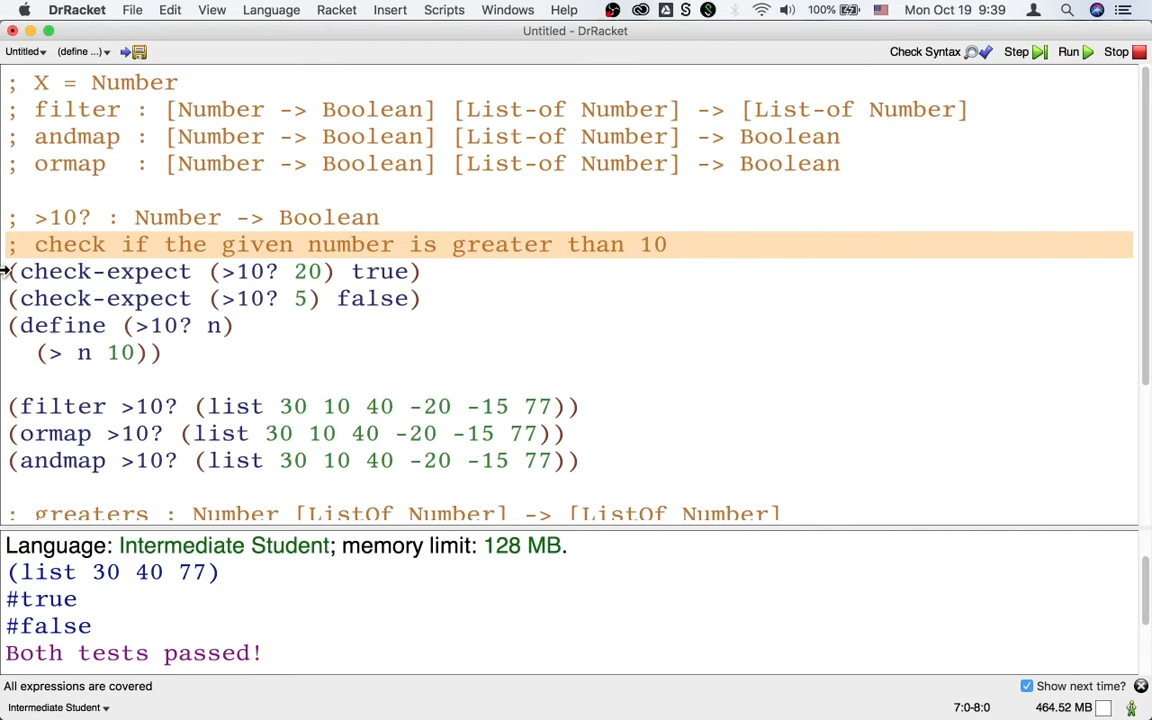 DrRacket File Edit View Language Racket Insert Scripts Windows Help 100% Mon Oct 19 9:39
Untitled - DrRacket
Untitled (define ...) Check Syntax Step Run Stop
; X = Number
; filter : [Number -> Boolean] [List-of Number] -> [List-of Number]
; andmap : [Number -> Boolean] [List-of Number] -> Boolean
; ormap  : [Number -> Boolean] [List-of Number] -> Boolean
; >10? : Number -> Boolean
; check if the given number is greater than 10
(check-expect (>10? 20) true)
(check-expect (>10? 5) false)
(define (>10? n)
  (> n 10))
(filter >10? (list 30 10 40 -20 -15 77))
(ormap >10? (list 30 10 40 -20 -15 77))
(andmap >10? (list 30 10 40 -20 -15 77))
; greaters : Number [ListOf Number] -> [ListOf Number]
Language: Intermediate Student; memory limit: 128 MB.
(list 30 40 77)
#true
#false
Both tests passed!
All expressions are covered Show next time?
Intermediate Student 7:0-8:0 464.52 MB